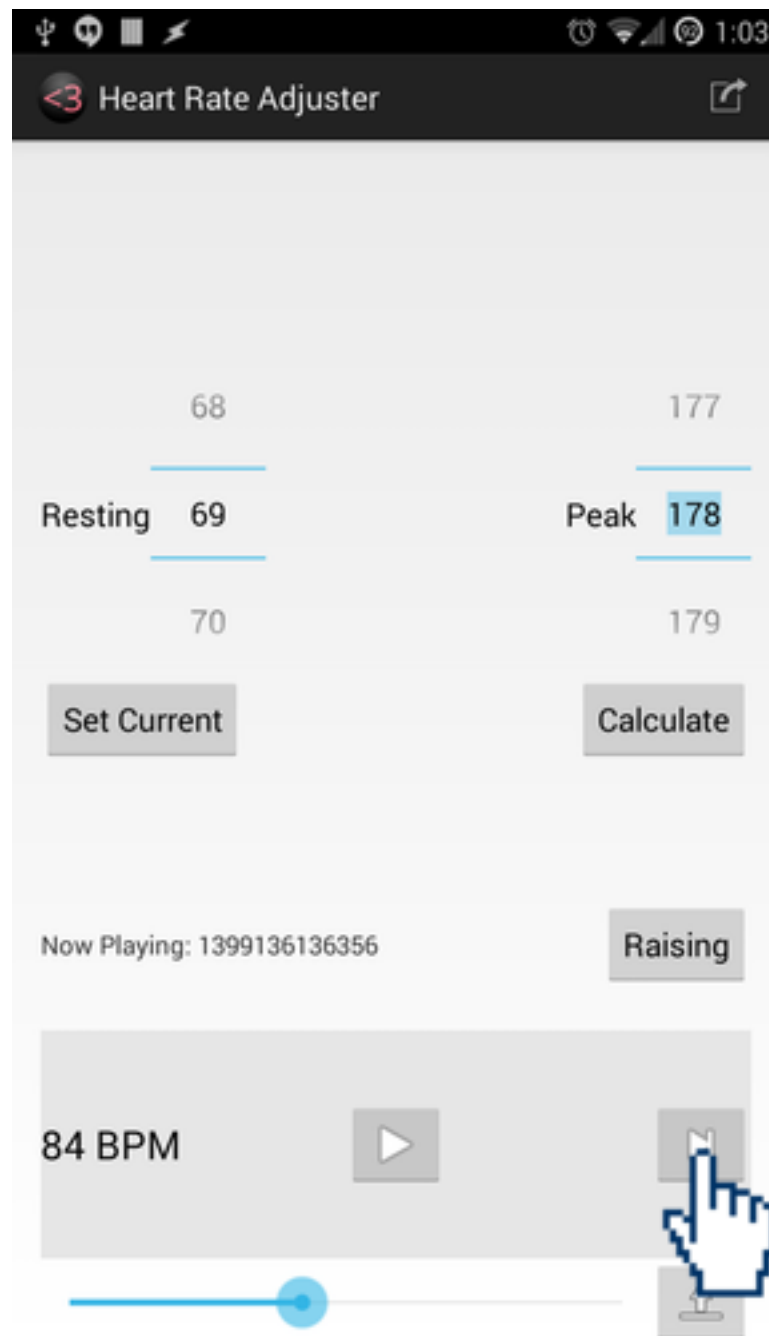 1:03
<3 Heart Rate Adjuster
68 177
Resting 69 Peak 178
70 179
Set Current Calculate
Now Playing: 1399136136356 Raising
84 BPM